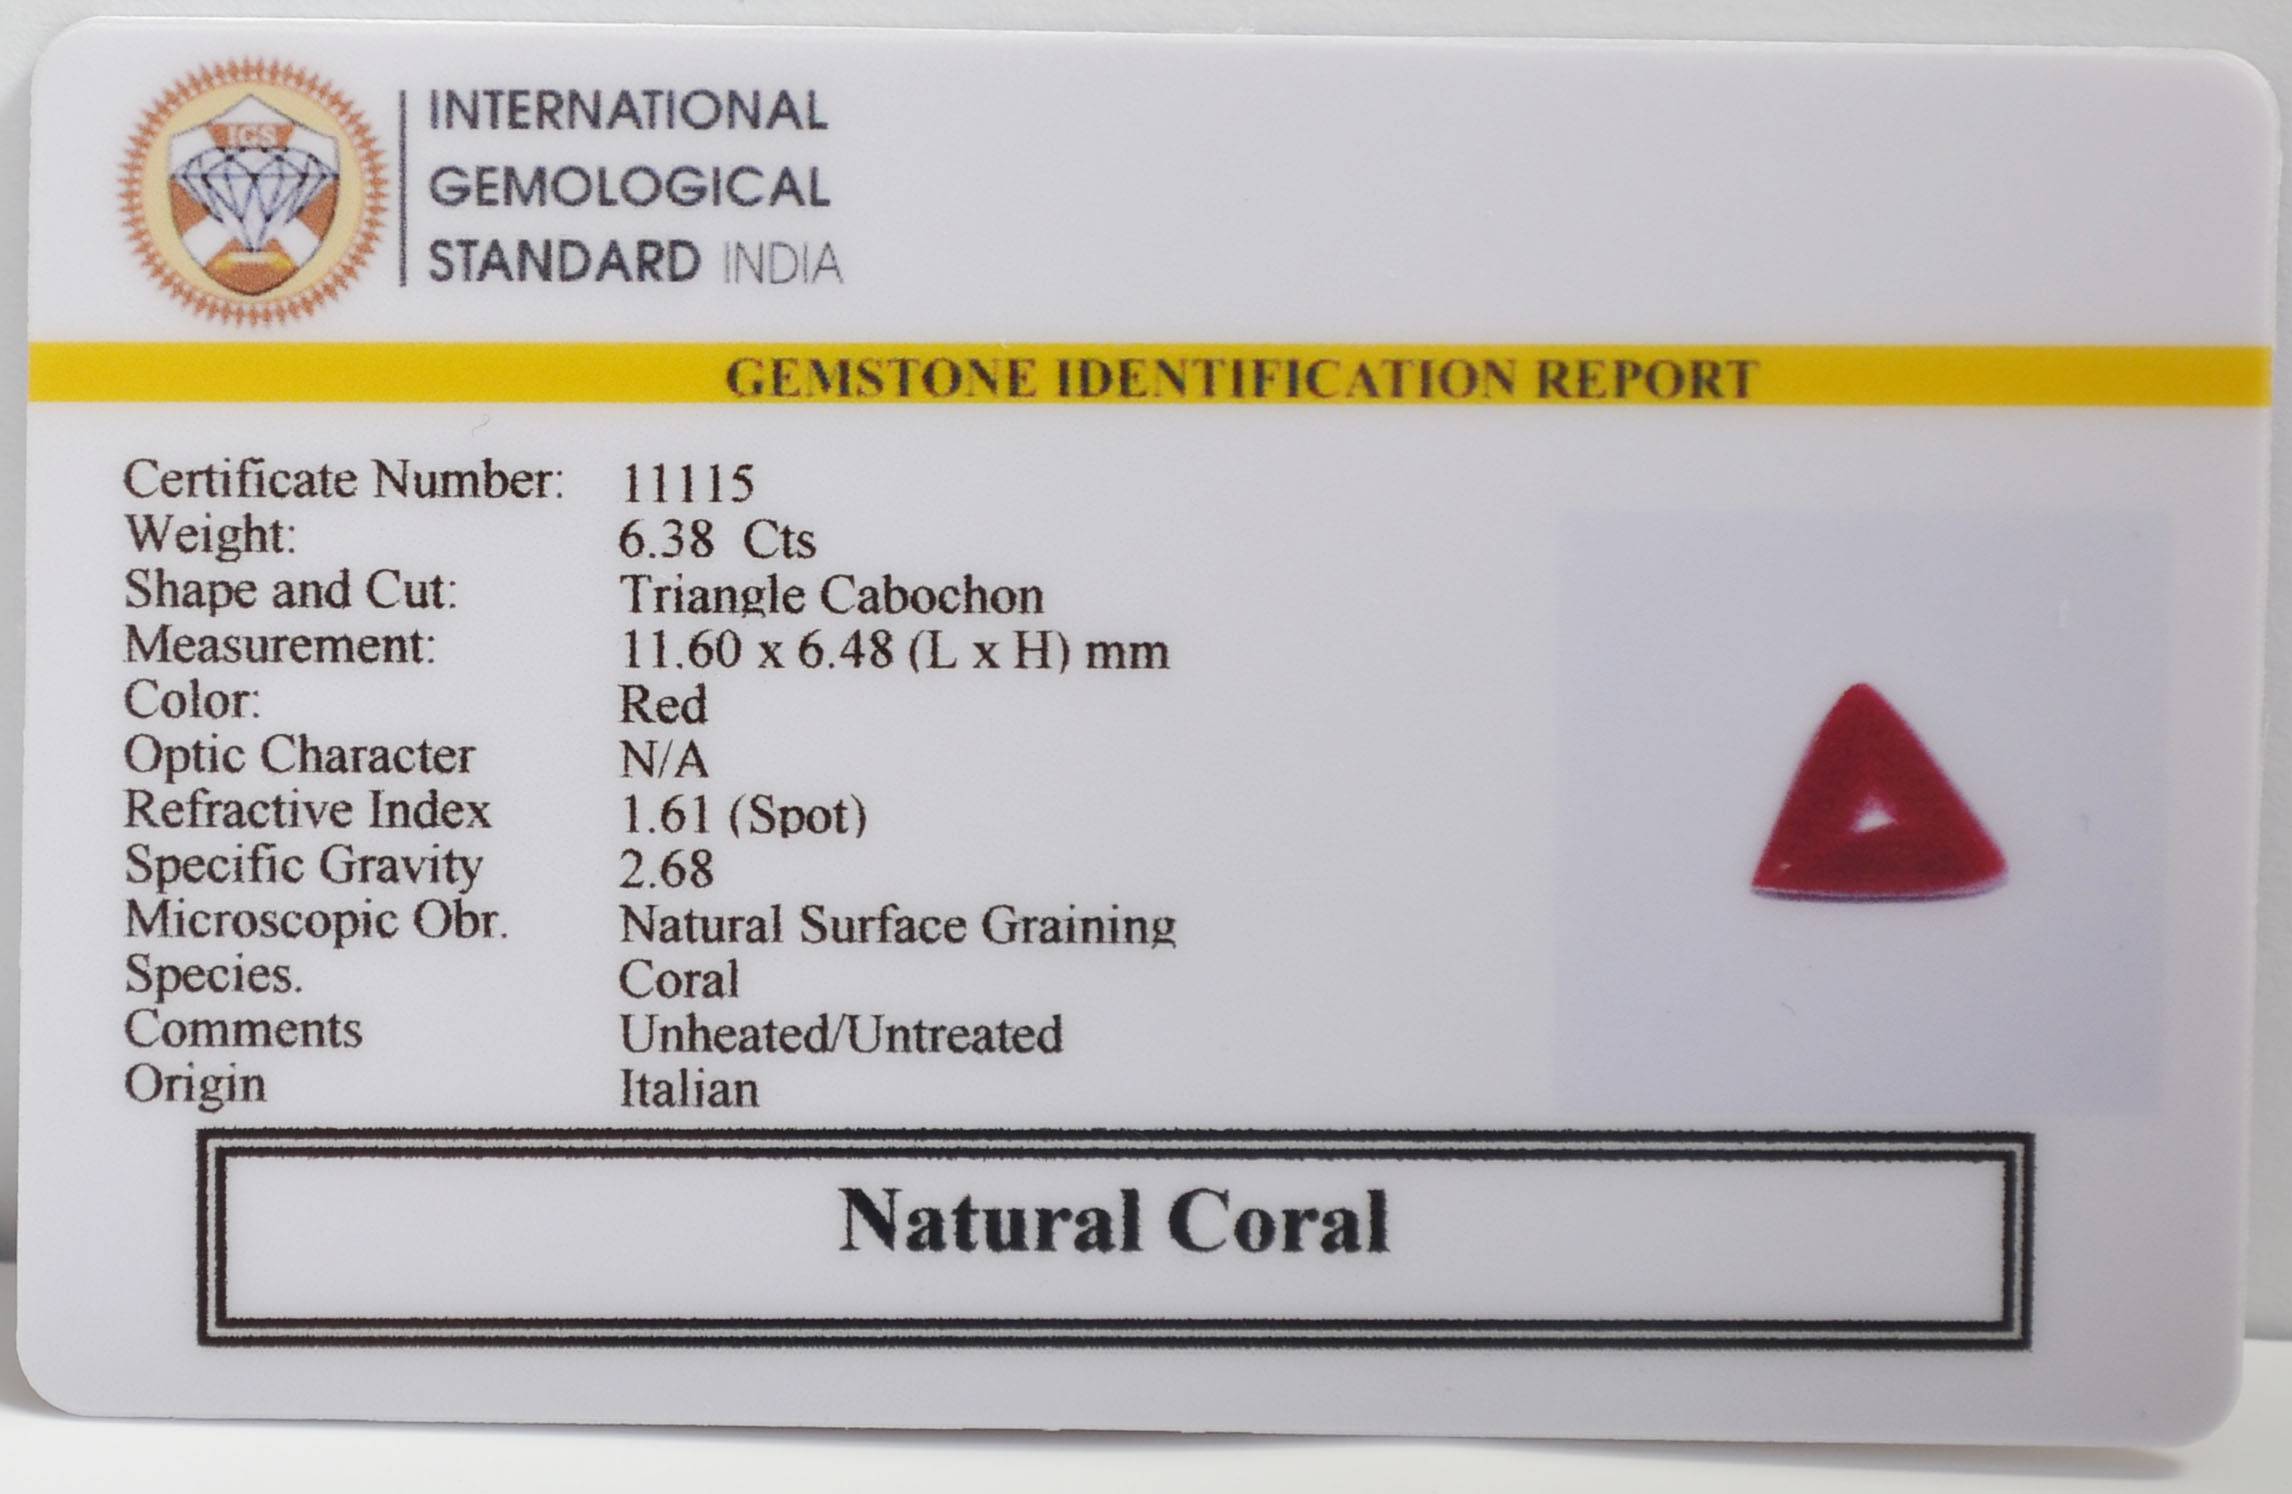 IGS
INTERNATIONAL
GEMOLOGICAL
STANDARD INDIA
GEMSTONE IDENTIFICATION REPORT
Certificate Number: 11115
Weight: 6.38 Cts
Shape and Cut: Triangle Cabochon
Measurement: 11.60 x 6.48 (L x H) mm
Color: Red
Optic Character N/A
Refractive Index 1.61 (Spot)
Specific Gravity 2.68
Microscopic Obr. Natural Surface Graining
Species. Coral
Comments Unheated/Untreated
Origin Italian
Natural Coral